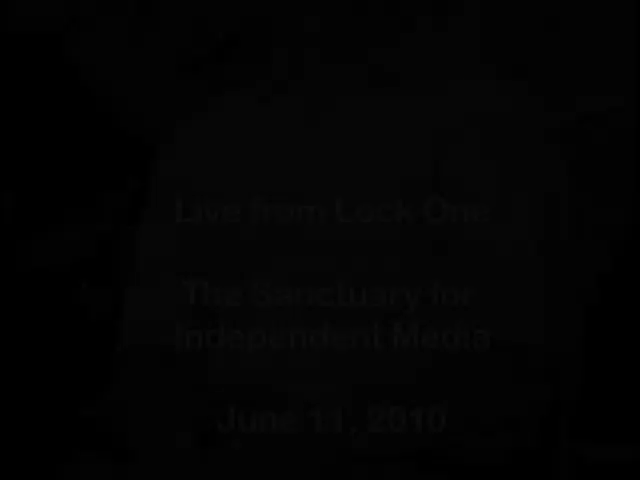 Live from Lock One
The Sanctuary for
Independent Media
June 11, 2010